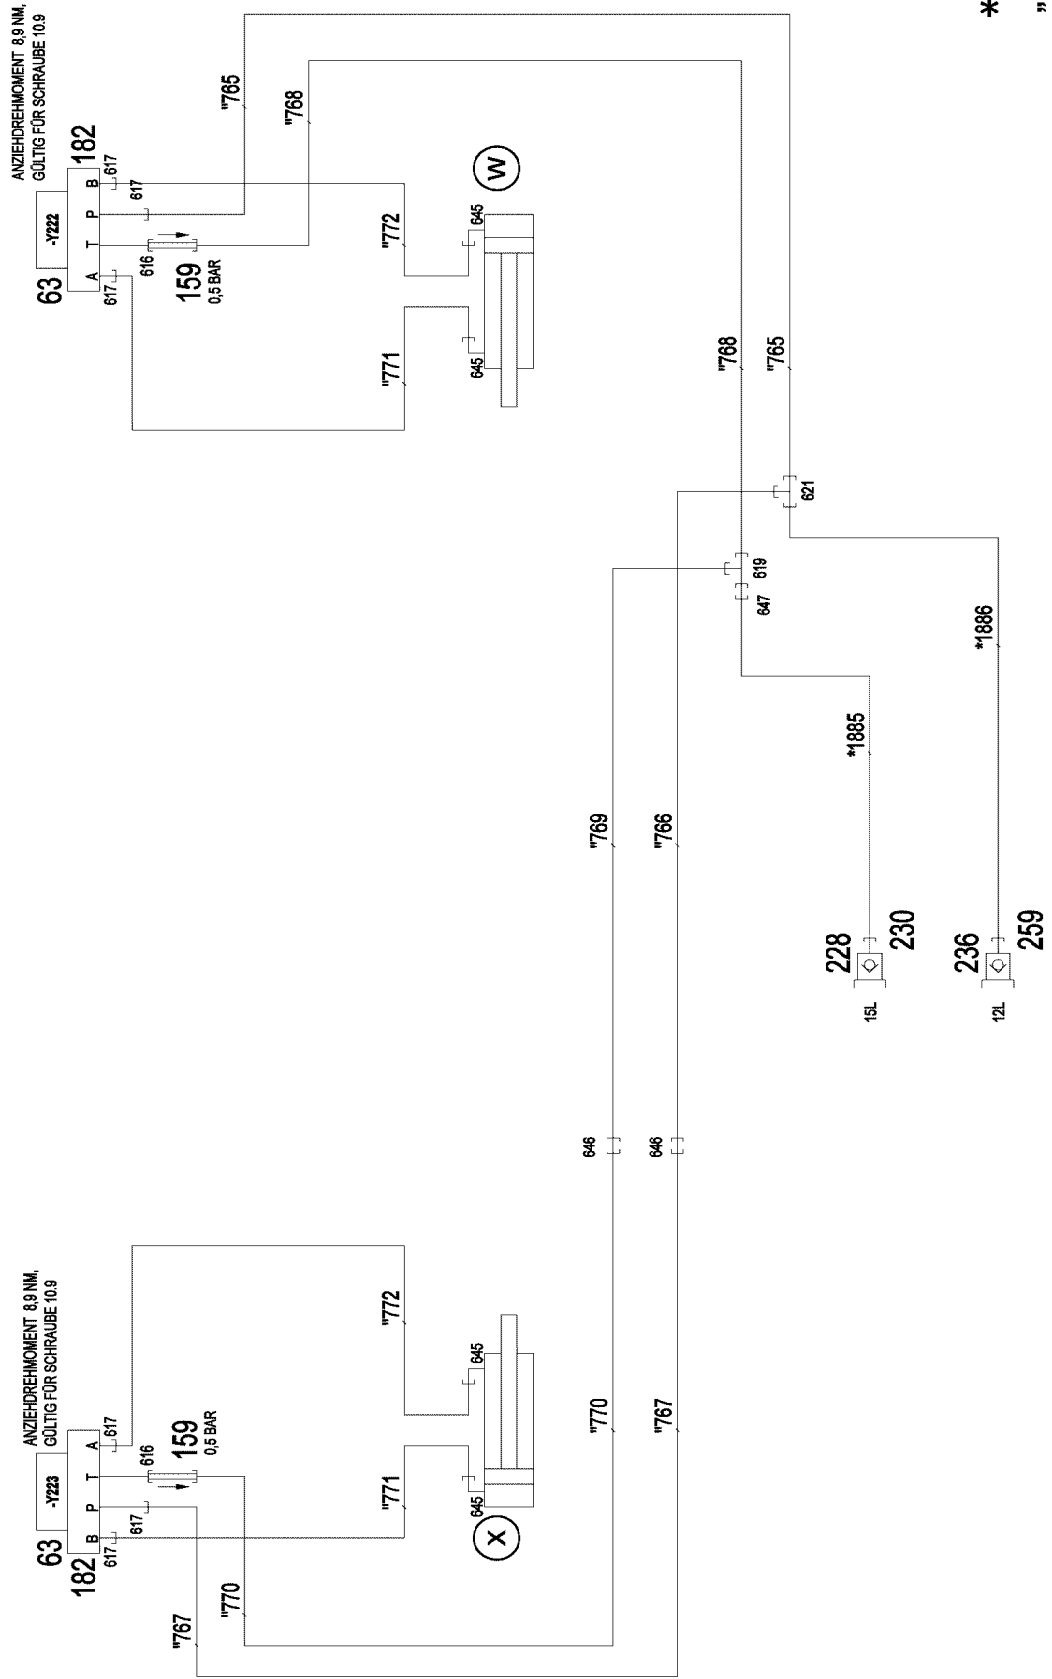 ANZIEHDREHMOMENT 8,9 NM,
GÜLTIG FÜR SCHRAUBE 10.9
63
-Y223
182
B
P
T
A
617
617
616
617
159
0,5 BAR
"767
"770
"771
"772
645
645
X
"770
"767
646
646
ANZIEHDREHMOMENT 8,9 NM,
GÜLTIG FÜR SCHRAUBE 10.9
63
-Y222
182
A
T
P
B
617
616
617
617
159
0,5 BAR
"765
"768
"771
"772
645
645
W
"769
"766
"768
"765
619
647
621
*1885
*1886
228
230
15L
236
259
12L
*
"